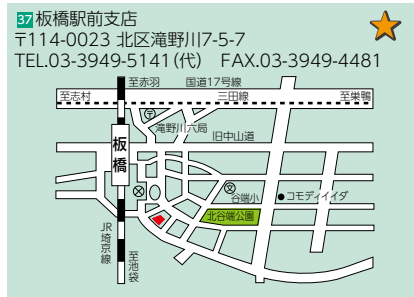 37 板橋駅前支店
〒114-0023 北区滝野川7-5-7
TEL.03-3949-5141(代) FAX.03-3949-4481
至赤羽 国道17号線
至志村 三田線 至巣鴨
〒
滝野川六局
旧中山道
板橋
文
谷端小
コモディイイダ
北谷端公園
JR埼京線
至池袋